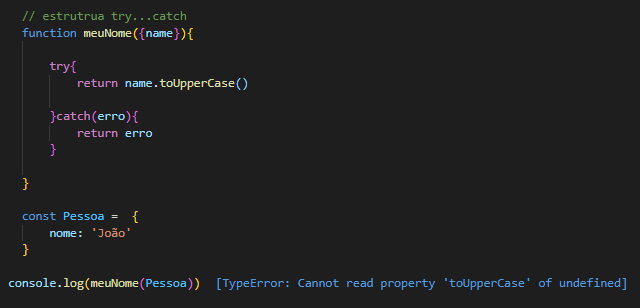 // estrutrua try...catch
function meuNome({name}){
try{
return name.toUpperCase()
}catch(erro){
return erro
}
}
const Pessoa =  {
nome: 'João'
}
console.log(meuNome(Pessoa))  [TypeError: Cannot read property 'toUpperCase' of undefined]